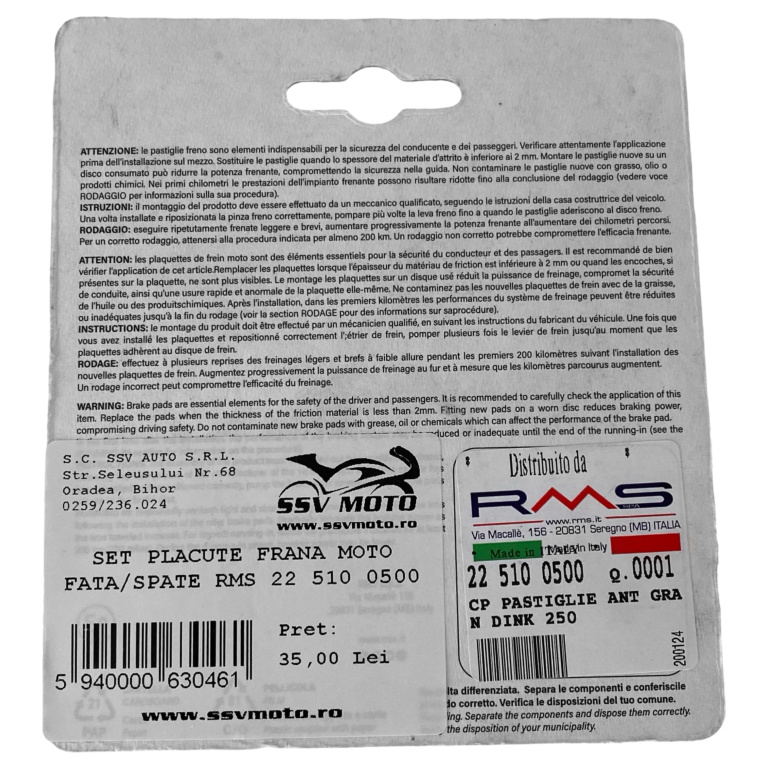 ATTENZIONE: le pastiglie freno sono elementi indispensabili per la sicurezza del conducente e dei passeggeri. Verificare attentamente l'applicazione
prima dell'installazione sul mezzo. Sostituire le pastiglie quando lo spessore del materiale d'attrito è inferiore ai 2 mm. Montare le pastiglie nuove su un
disco consumato può ridurre la potenza frenante, compromettendo la sicurezza nella guida. Non contaminare le pastiglie nuove con grasso, olio o
prodotti chimici. Nei primi chilometri le prestazioni dell'impianto frenante possono risultare ridotte fino alla conclusione del rodaggio (vedere voce
RODAGGIO per informazioni sulla sua procedura).
ISTRUZIONI: il montaggio del prodotto deve essere effettuato da un meccanico qualificato, seguendo le istruzioni della casa costruttrice del veicolo.
Una volta installate e riposizionata la pinza freno correttamente, pompare più volte la leva freno fino a quando le pastiglie aderiscono al disco freno.
RODAGGIO: eseguire ripetutamente frenate leggere e brevi, aumentare progressivamente la potenza frenante all'aumentare dei chilometri percorsi.
Per un corretto rodaggio, attenersi alla procedura indicata per almeno 200 km. Un rodaggio non corretto potrebbe compromettere l'efficacia frenante.
ATTENTION: les plaquettes de frein moto sont des éléments essentiels pour la sécurité du conducteur et des passagers. Il est recommandé de bien
vérifier l'application de cet article.Remplacer les plaquettes lorsque l'épaisseur du matériau de friction est inférieure à 2 mm ou quand les encoches, si
présentes sur la plaquette, ne sont plus visibles. Le montage les plaquettes sur un disque usé réduit la puissance de freinage, compromet la sécurité
de conduite, ainsi qu'une usure rapide et anormale de la plaquette elle-même. Ne contaminez pas les nouvelles plaquettes de frein avec de la graisse,
de l'huile ou des produitschimiques. Après l'installation, dans les premiers kilomètres les performances du système de freinage peuvent être réduites
ou inadéquates jusqu'à la fin du rodage (voir la section RODAGE pour des informations sur saprocédure).
INSTRUCTIONS: le montage du produit doit être effectué par un mécanicien qualifié, en suivant les instructions du fabricant du véhicule. Une fois que
vous avez installé les plaquettes et repositionné correctement l';étrier de frein, pomper plusieurs fois le levier de frein jusqu'au moment que les
plaquettes adhèrent au disque de frein.
RODAGE: effectuez à plusieurs reprises des freinages légers et brefs à faible allure pendant les premiers 200 kilomètres suivant l'installation des
nouvelles plaquettes de frein. Augmentez progressivement la puissance de freinage au fur et à mesure que les kilomètres parcourus augmentent.
Un rodage incorrect peut compromettre l'efficacité du freinage.
WARNING: Brake pads are essential elements for the safety of the driver and passengers. It is recommended to carefully check the application of this
item. Replace the pads when the thickness of the friction material is less than 2mm. Fitting new pads on a worn disc reduces braking power,
compromising driving safety. Do not contaminate new brake pads with grease, oil or chemicals which can affect the performance of the brake pad.
reduced or inadequate until the end of the running-in (see the
S.C. SSV AUTO S.R.L.
Str.Seleusului Nr.68
Oradea, Bihor
0259/236.024
SSV MOTO
www.ssvmoto.ro
SET PLACUTE FRANA MOTO
FATA/SPATE RMS 22 510 0500
Pret:
35,00 Lei
5 940000 630461
www.ssvmoto.ro
Distribuito da
RMS
www.rms.it
Via Macallè, 156 - 20831 Seregno (MB) ITALIA
Made in Italy
22 510 0500 Q.0001
CP PASTIGLIE ANT GRA
N DINK 250
200124
lta differenziata. Separa le componenti e conferiscile
do corretto. Verifica le disposizioni del tuo comune.
ing. Separate the components and dispose them correctly.
the disposition of your municipality.